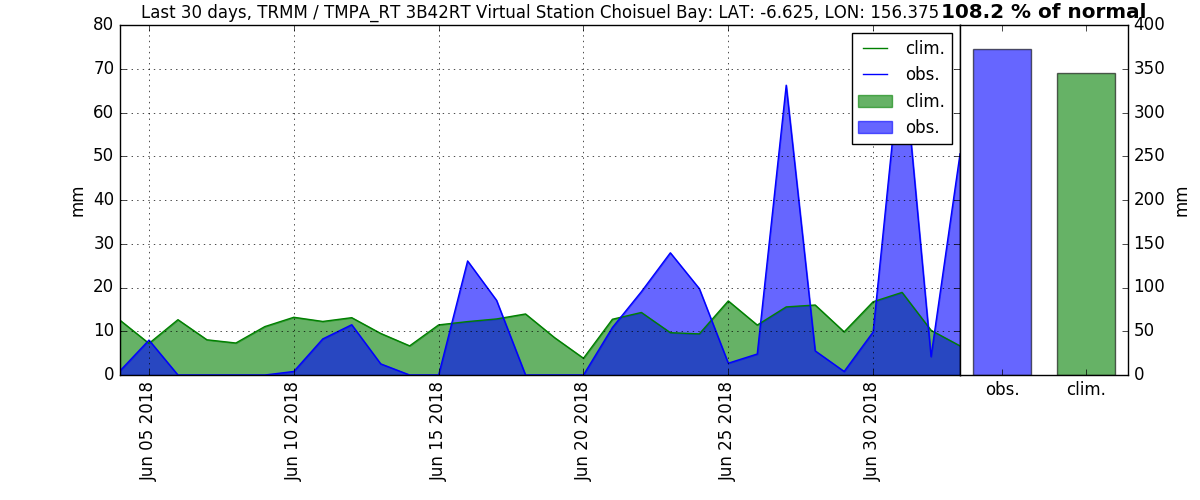 Last 30 days, TRMM / TMPA_RT 3B42RT Virtual Station Choisuel Bay: LAT: -6.625, LON: 156.375
108.2 % of normal
80
70
60
50
40
30
20
10
0
mm
clim.
obs.
clim.
obs.
Jun 05 2018
Jun 10 2018
Jun 15 2018
Jun 20 2018
Jun 25 2018
Jun 30 2018
400
350
300
250
200
150
100
50
0
mm
obs.
clim.